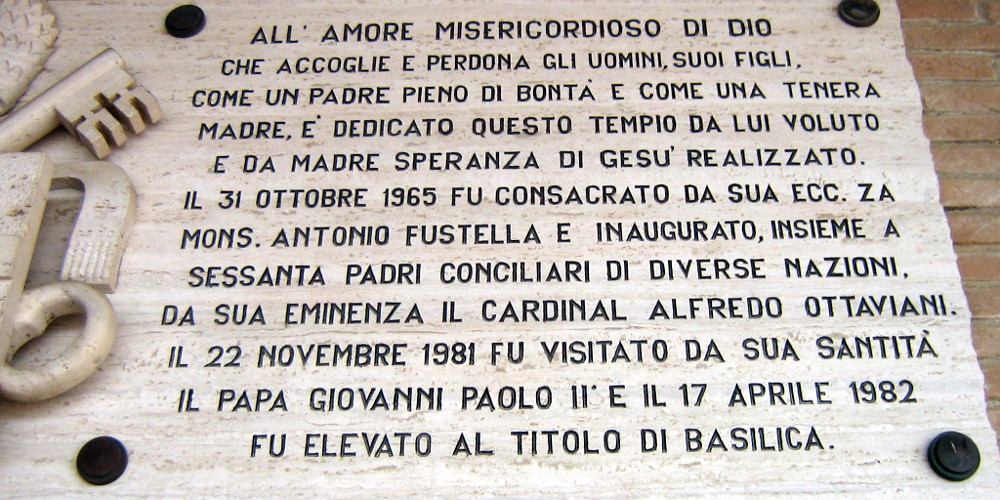 ALL' AMORE MISERICORDIOSO DI DIO
CHE ACCOGLIE E PERDONA GLI UOMINI, SUOI FIGLI,
COME UN PADRE PIENO DI BONTÀ E COME UNA TENERA
MADRE, E' DEDICATO QUESTO TEMPIO DA LUI VOLUTO
E DA MADRE SPERANZA DI GESU' REALIZZATO.
IL 31 OTTOBRE 1965 FU CONSACRATO DA SUA ECC. ZA
MONS. ANTONIO FUSTELLA E INAUGURATO, INSIEME A
SESSANTA PADRI CONCILIARI DI DIVERSE NAZIONI,
DA SUA EMINENZA IL CARDINAL ALFREDO OTTAVIANI.
IL 22 NOVEMBRE 1981 FU VISITATO DA SUA SANTITÀ
IL PAPA GIOVANNI PAOLO II° E IL 17 APRILE 1982
FU ELEVATO AL TITOLO DI BASILICA.